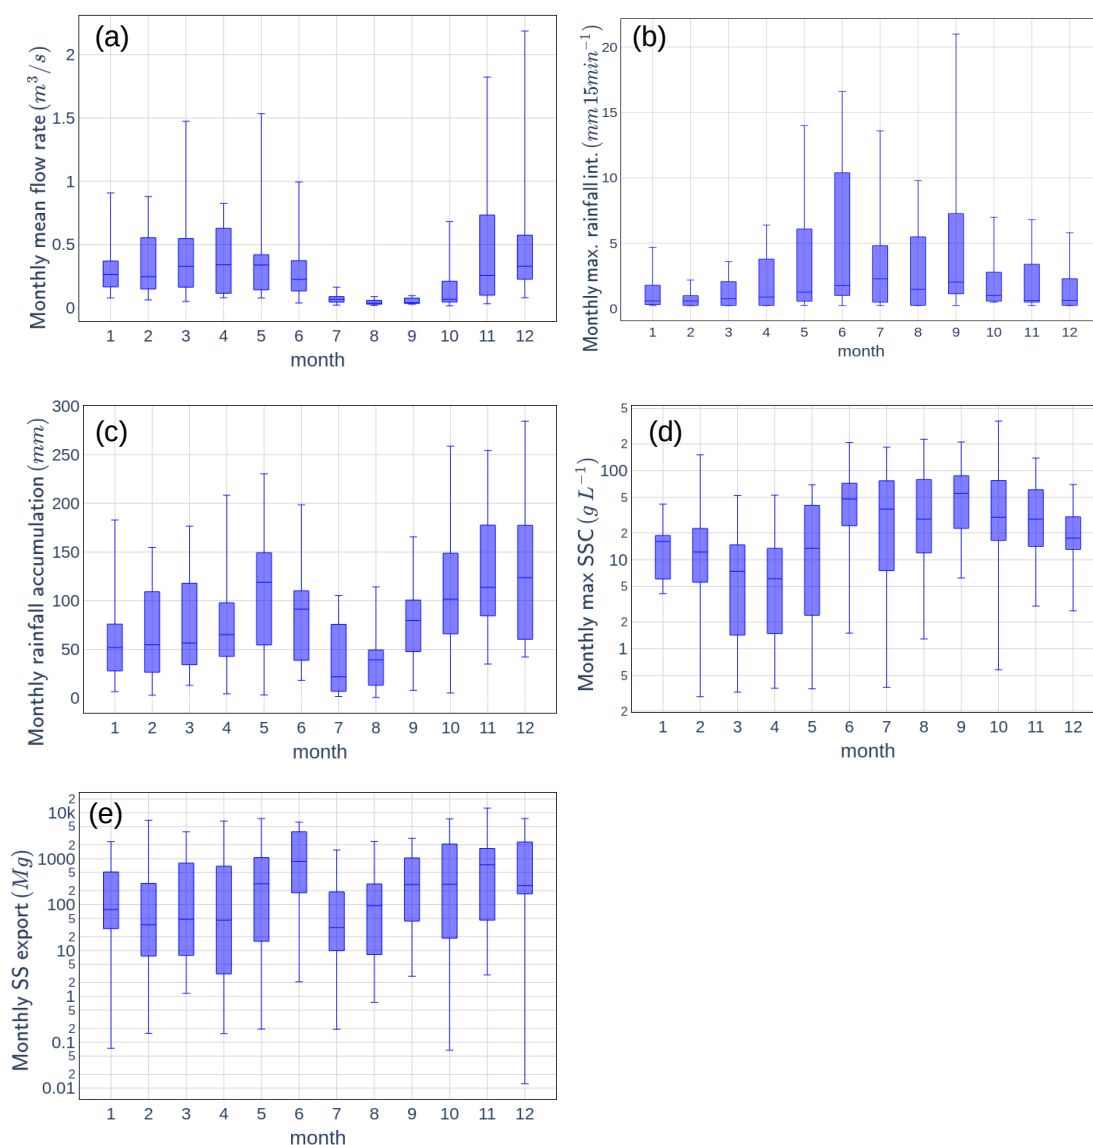 (a)
Monthly mean flow rate (m³/s)
2
1.5
1
0.5
0
1 2 3 4 5 6 7 8 9 10 11 12
month
(b)
Monthly max. rainfall int. (mm 15min⁻¹)
20
15
10
5
0
1 2 3 4 5 6 7 8 9 10 11 12
month
(c)
Monthly rainfall accumulation (mm)
300
250
200
150
100
50
0
1 2 3 4 5 6 7 8 9 10 11 12
month
(d)
Monthly max SSC (g L⁻¹)
5
2
100
5
2
10
5
2
1
5
2
1 2 3 4 5 6 7 8 9 10 11 12
month
(e)
Monthly SS export (Mg)
2
10k
5
2
1000
5
2
100
5
2
10
5
2
1
5
2
0.1
5
2
0.01
1 2 3 4 5 6 7 8 9 10 11 12
month